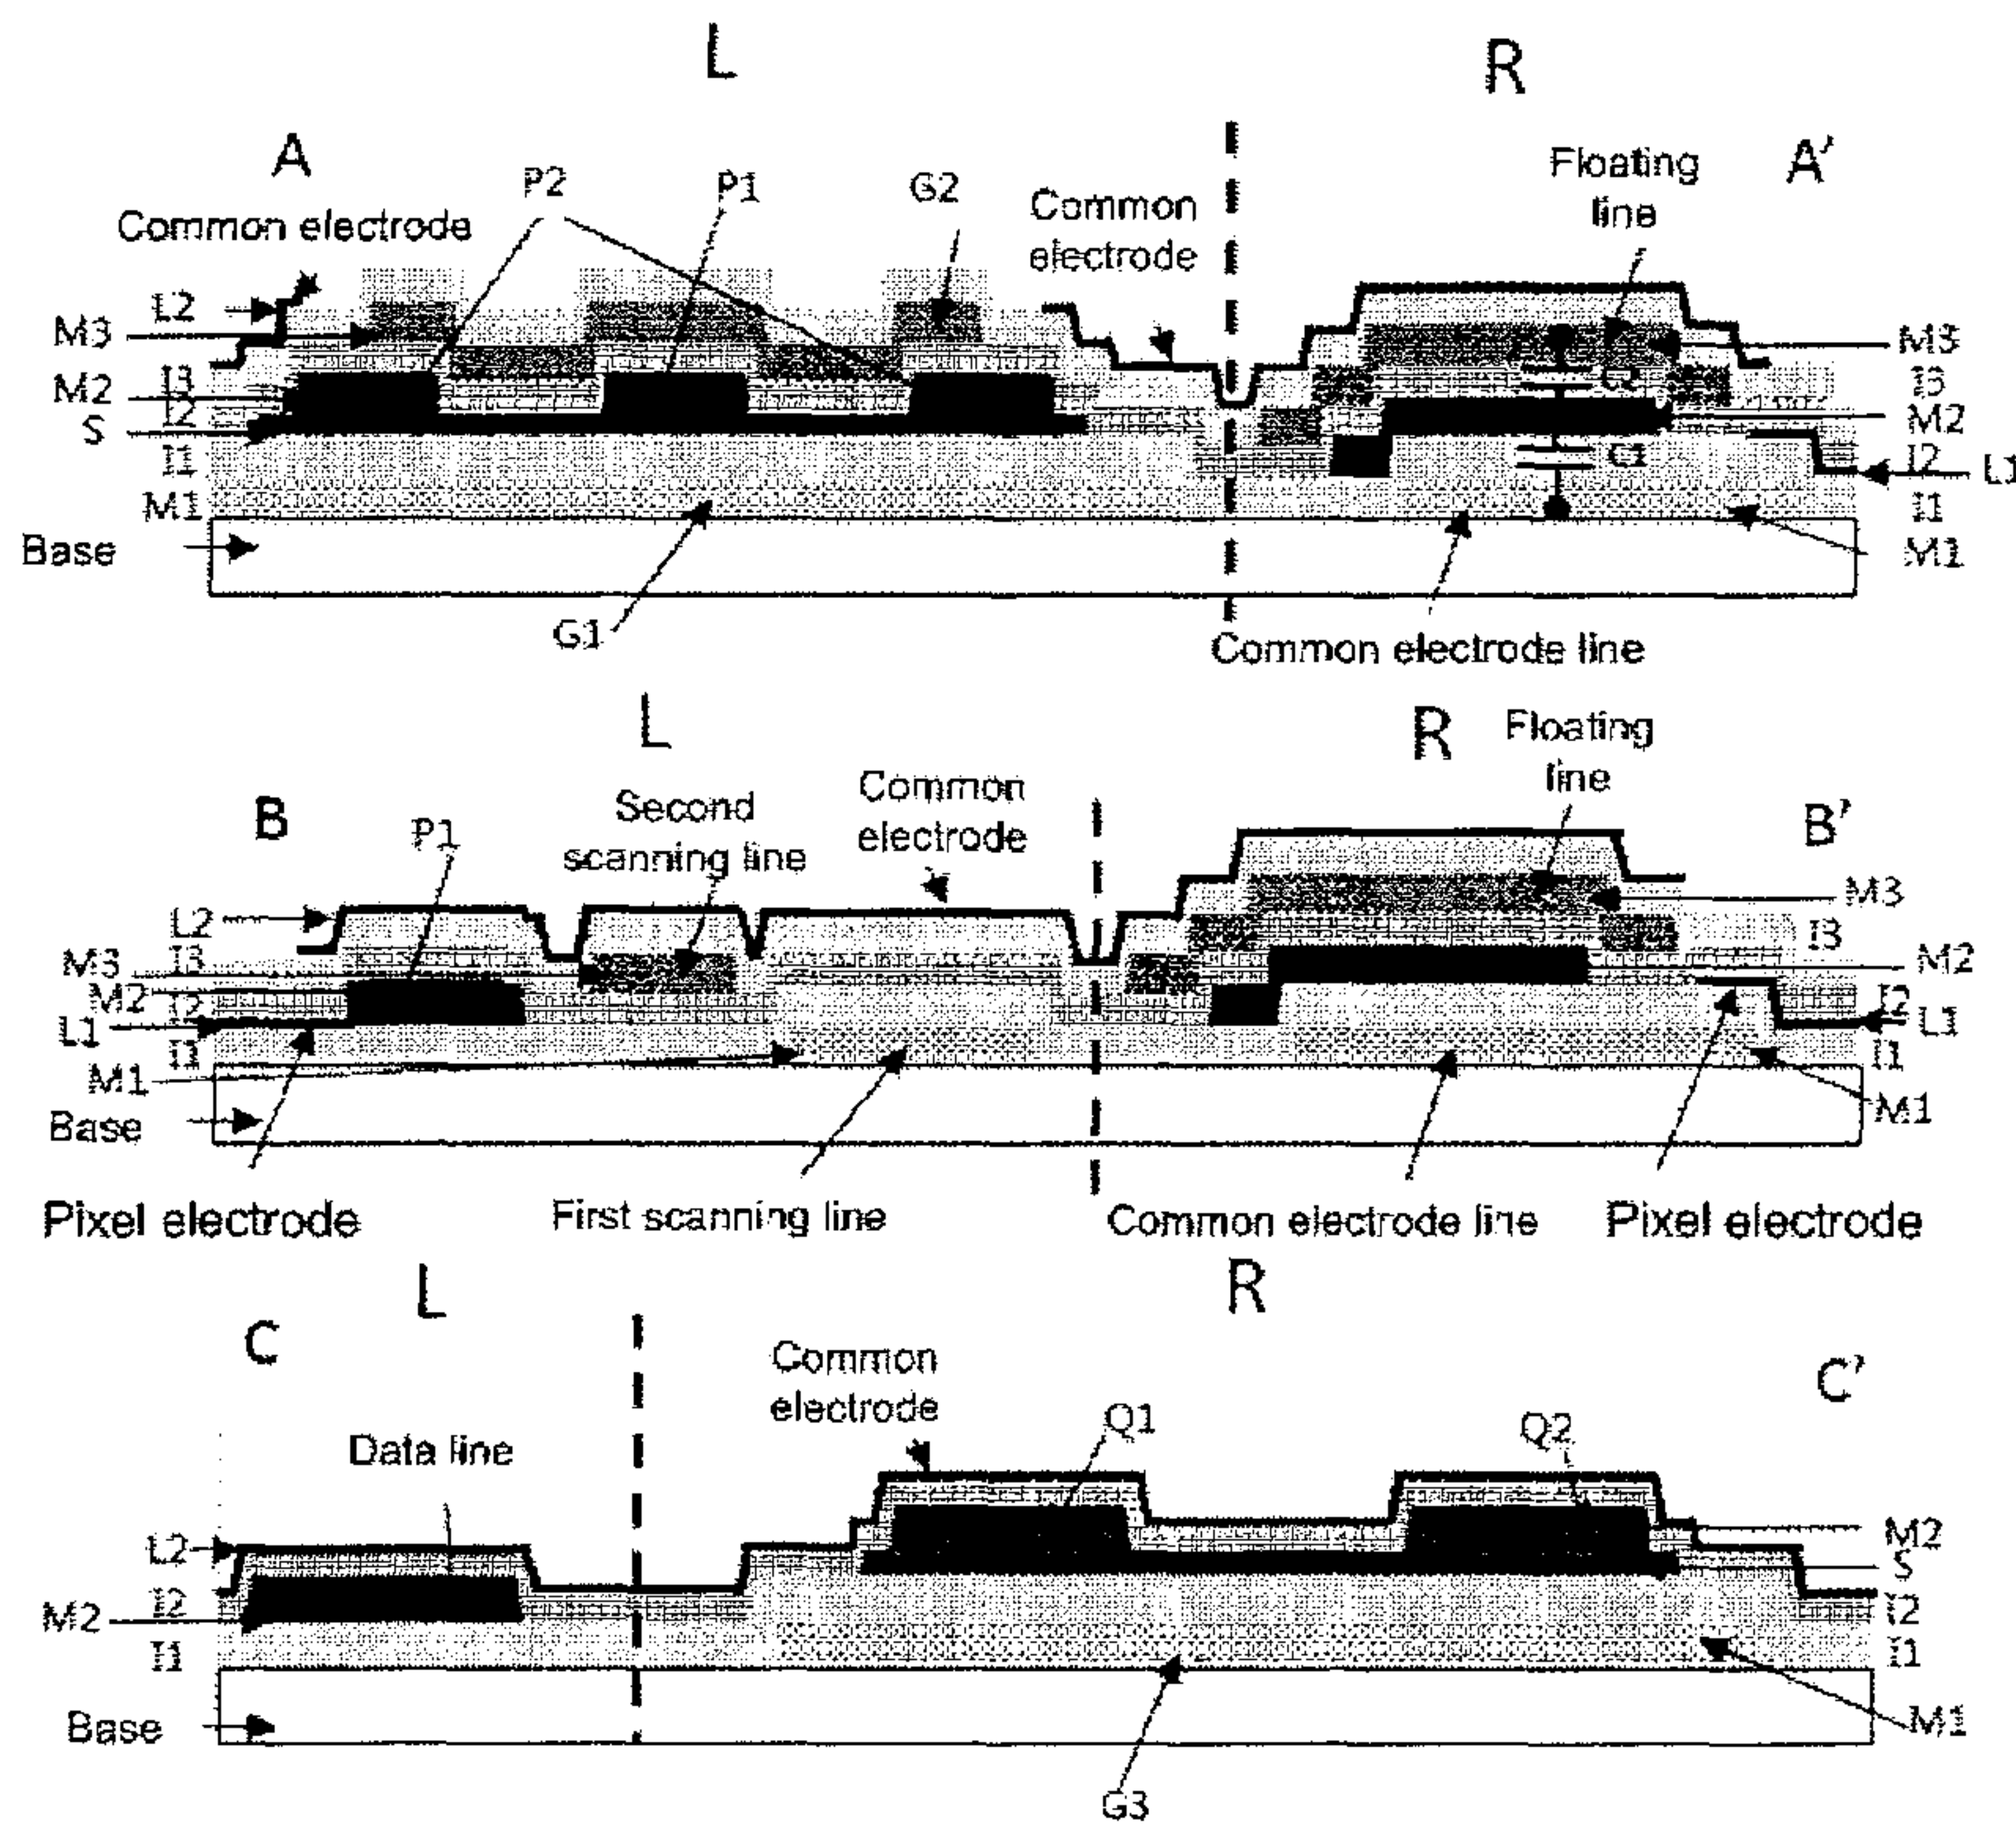 L
R
A
P2
P1
G2
Common
electrode
Floating
line
A'
Common electrode
L2
M3
I3
M2
I2
S
I1
M1
Base
G1
C2
C1
M3
I3
M2
I2
L1
I1
M1
Common electrode line
L
R
Floating
line
B
P1
Second
scanning line
Common
electrode
B'
L2
M3
I3
M2
I2
L1
I1
M1
Base
M3
I3
M2
I2
L1
I1
M1
Pixel electrode
First scanning line
Common electrode line
Pixel electrode
L
R
C
Data line
Common
electrode
Q1
Q2
C'
L2
I2
M2
I1
Base
M2
S
I2
I1
M1
G3